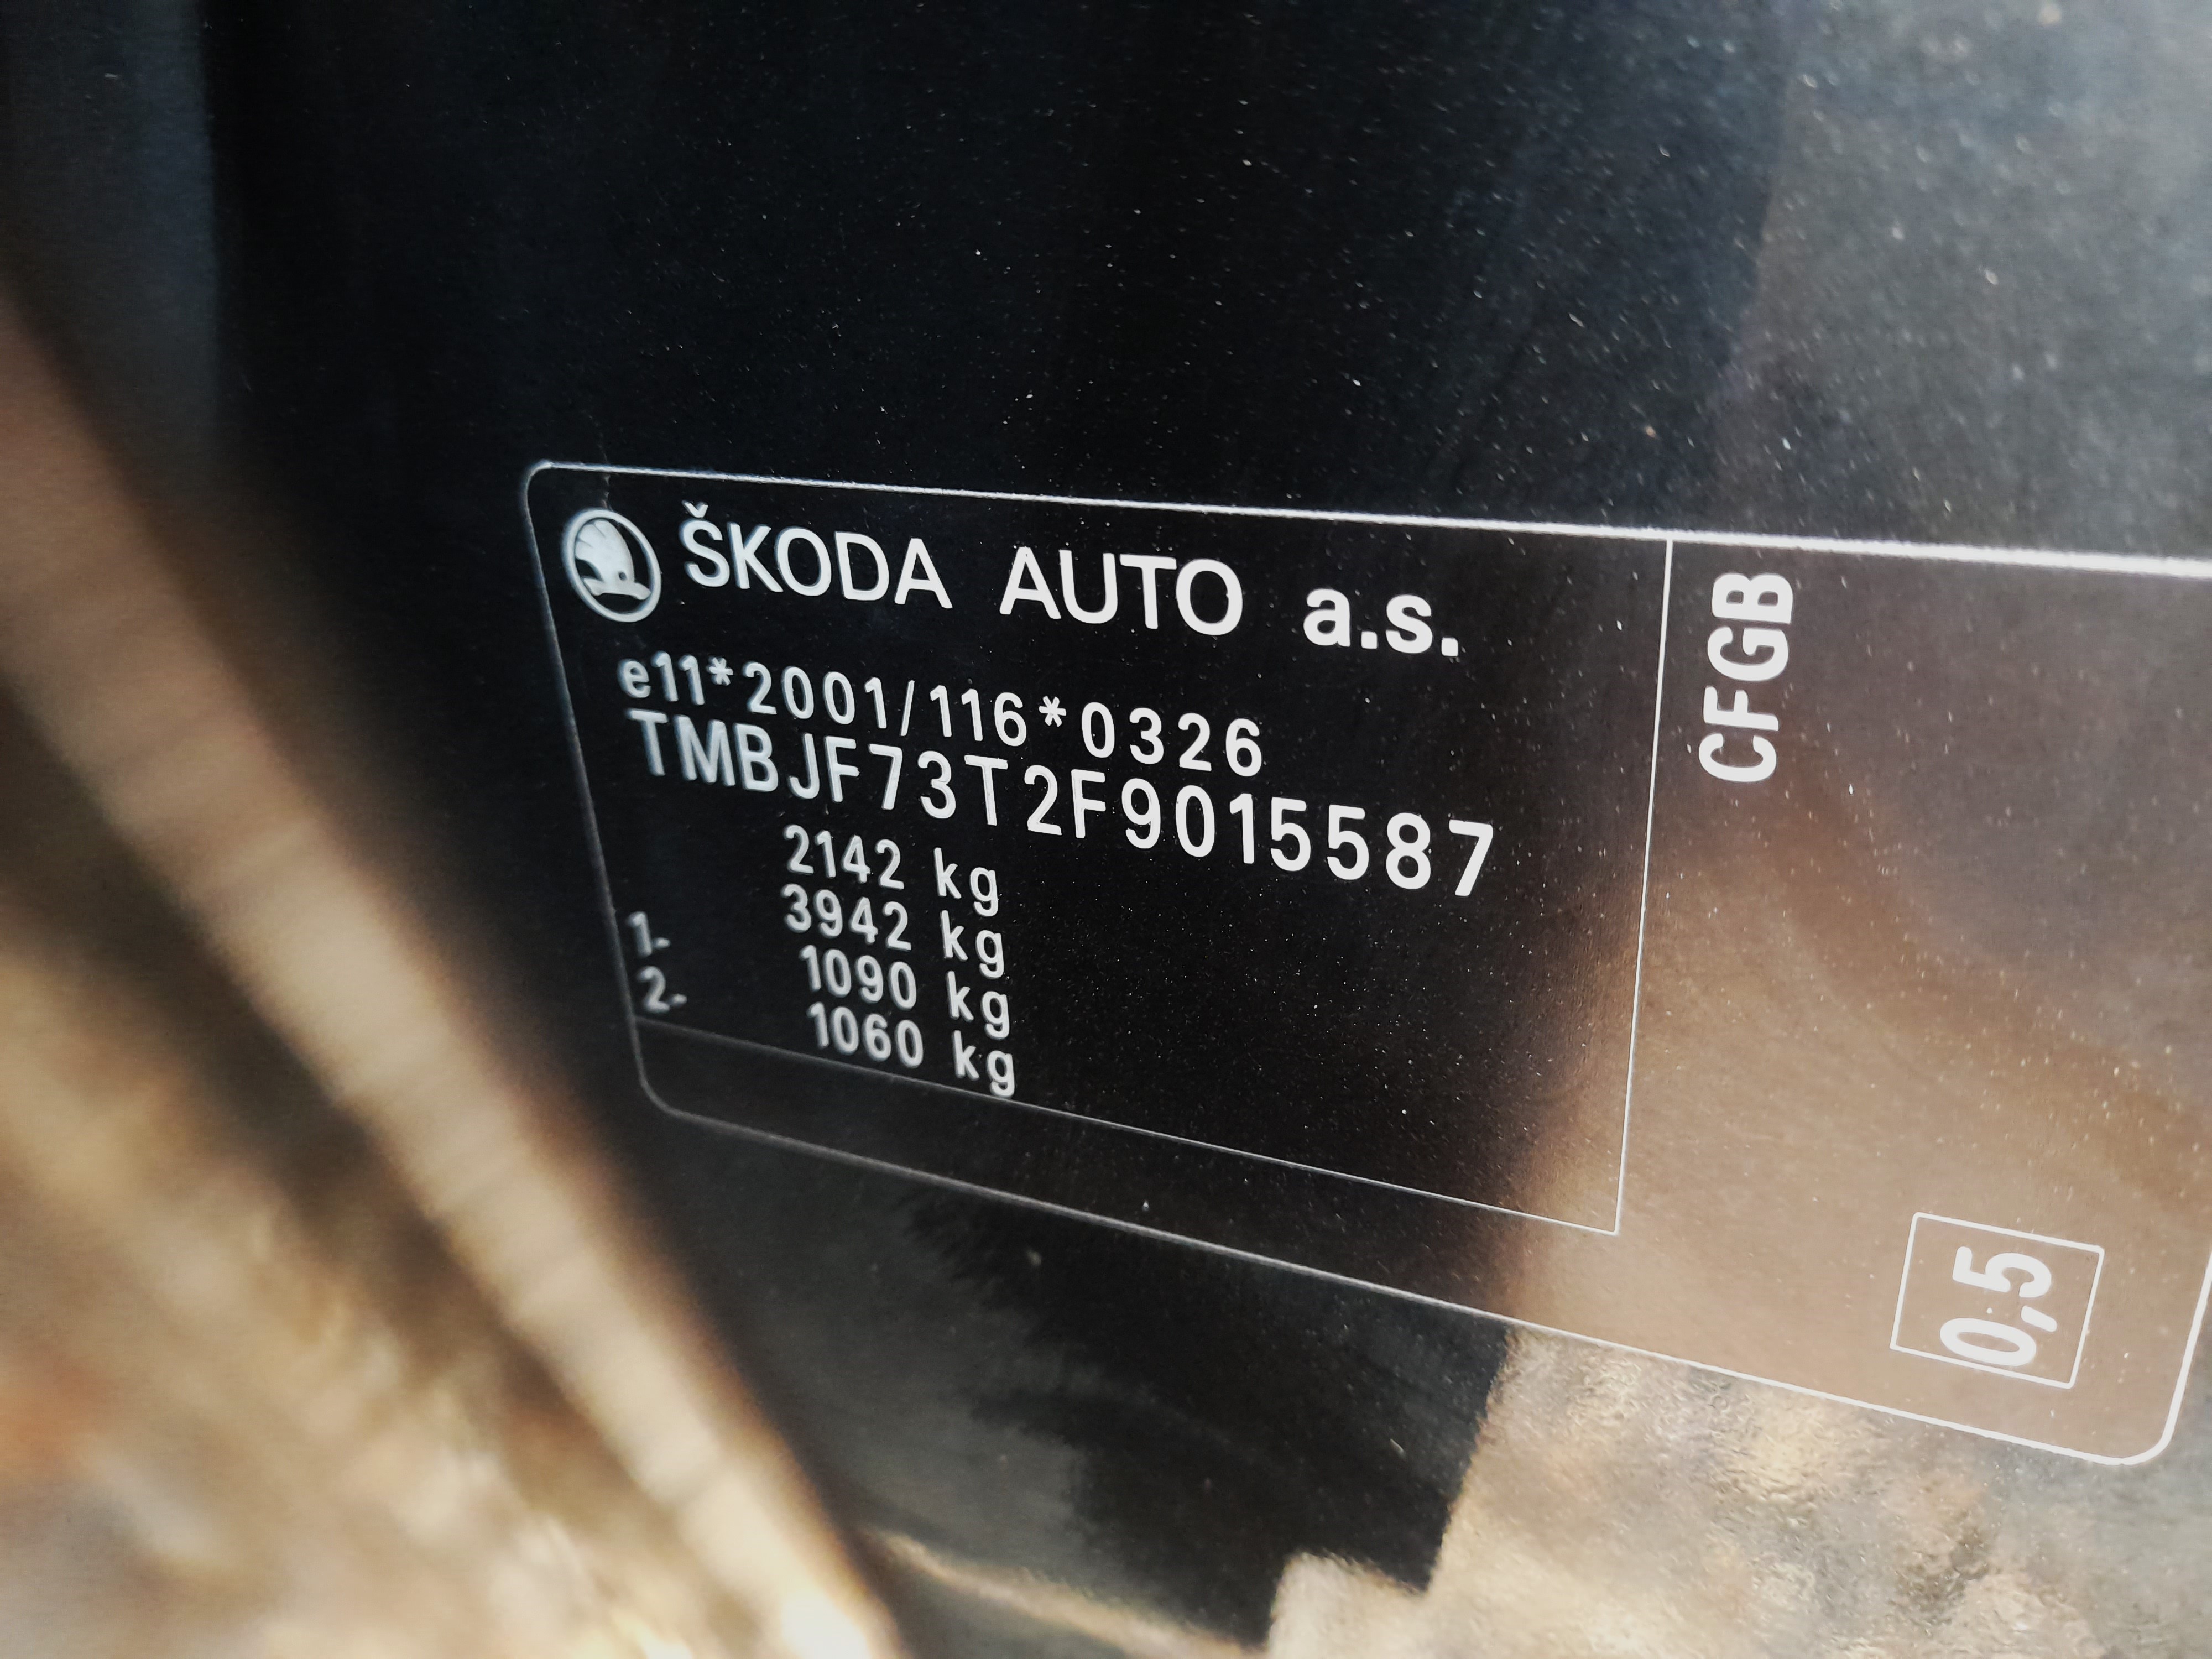 ŠKODA AUTO a.s.
e11*2001/116*0326
TMBJF73T2F9015587
2142 kg
3942 kg
1. 1090 kg
2. 1060 kg
CFGB
0,5